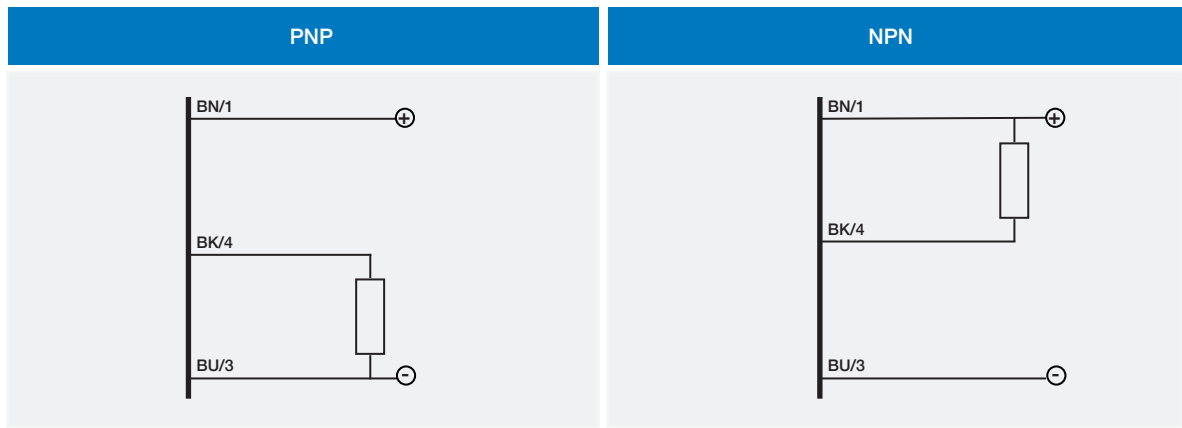 PNP
BN/1
+
BK/4
BU/3
-
NPN
BN/1
+
BK/4
BU/3
-